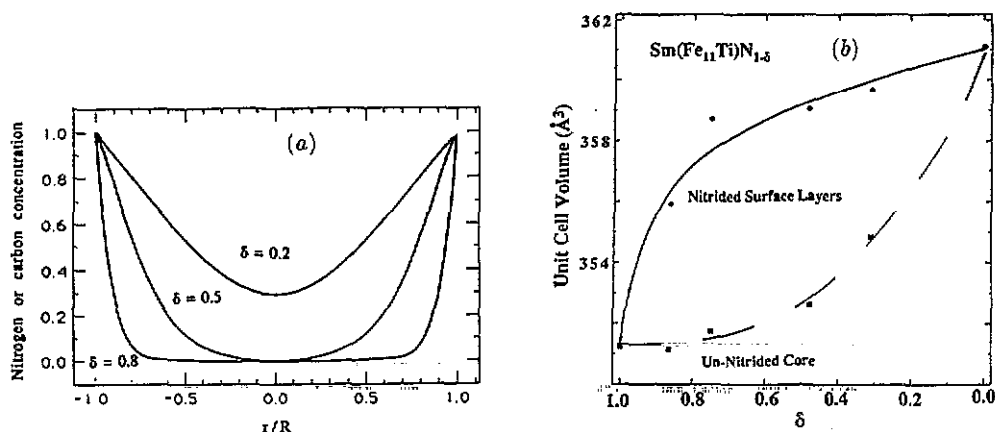 (a)
Nitrogen or carbon concentration
1.0
0.8
0.6
0.4
0.2
0.0
δ = 0.2
δ = 0.5
δ = 0.8
-1 0
-0.5
0.0
0.5
1.0
r/R
Sm(Fe₁₁Ti)N₁₋δ
(b)
Unit Cell Volume (Å³)
362
358
354
Nitrided Surface Layers
Un-Nitrided Core
1.0
0.8
0.6
0.4
0.2
0.0
δ